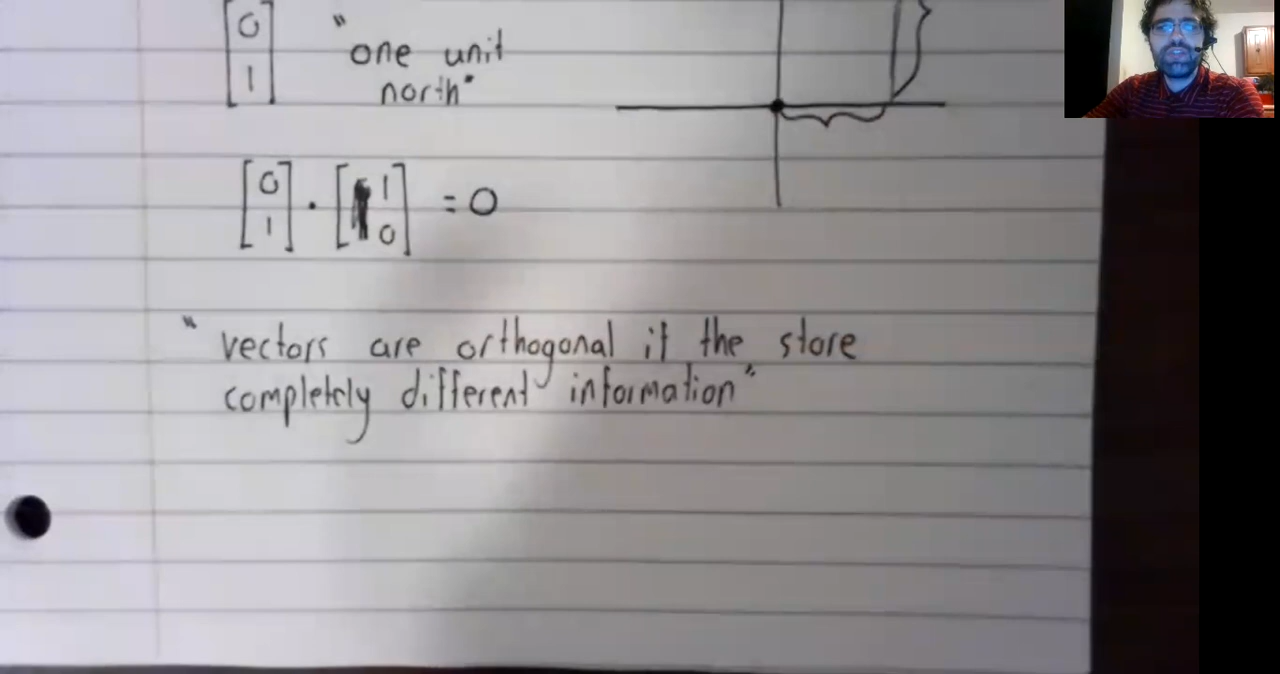 [0 1] "one unit
north"
[0 1] · [1 0] = 0
"vectors are orthogonal if the store
completely different information"